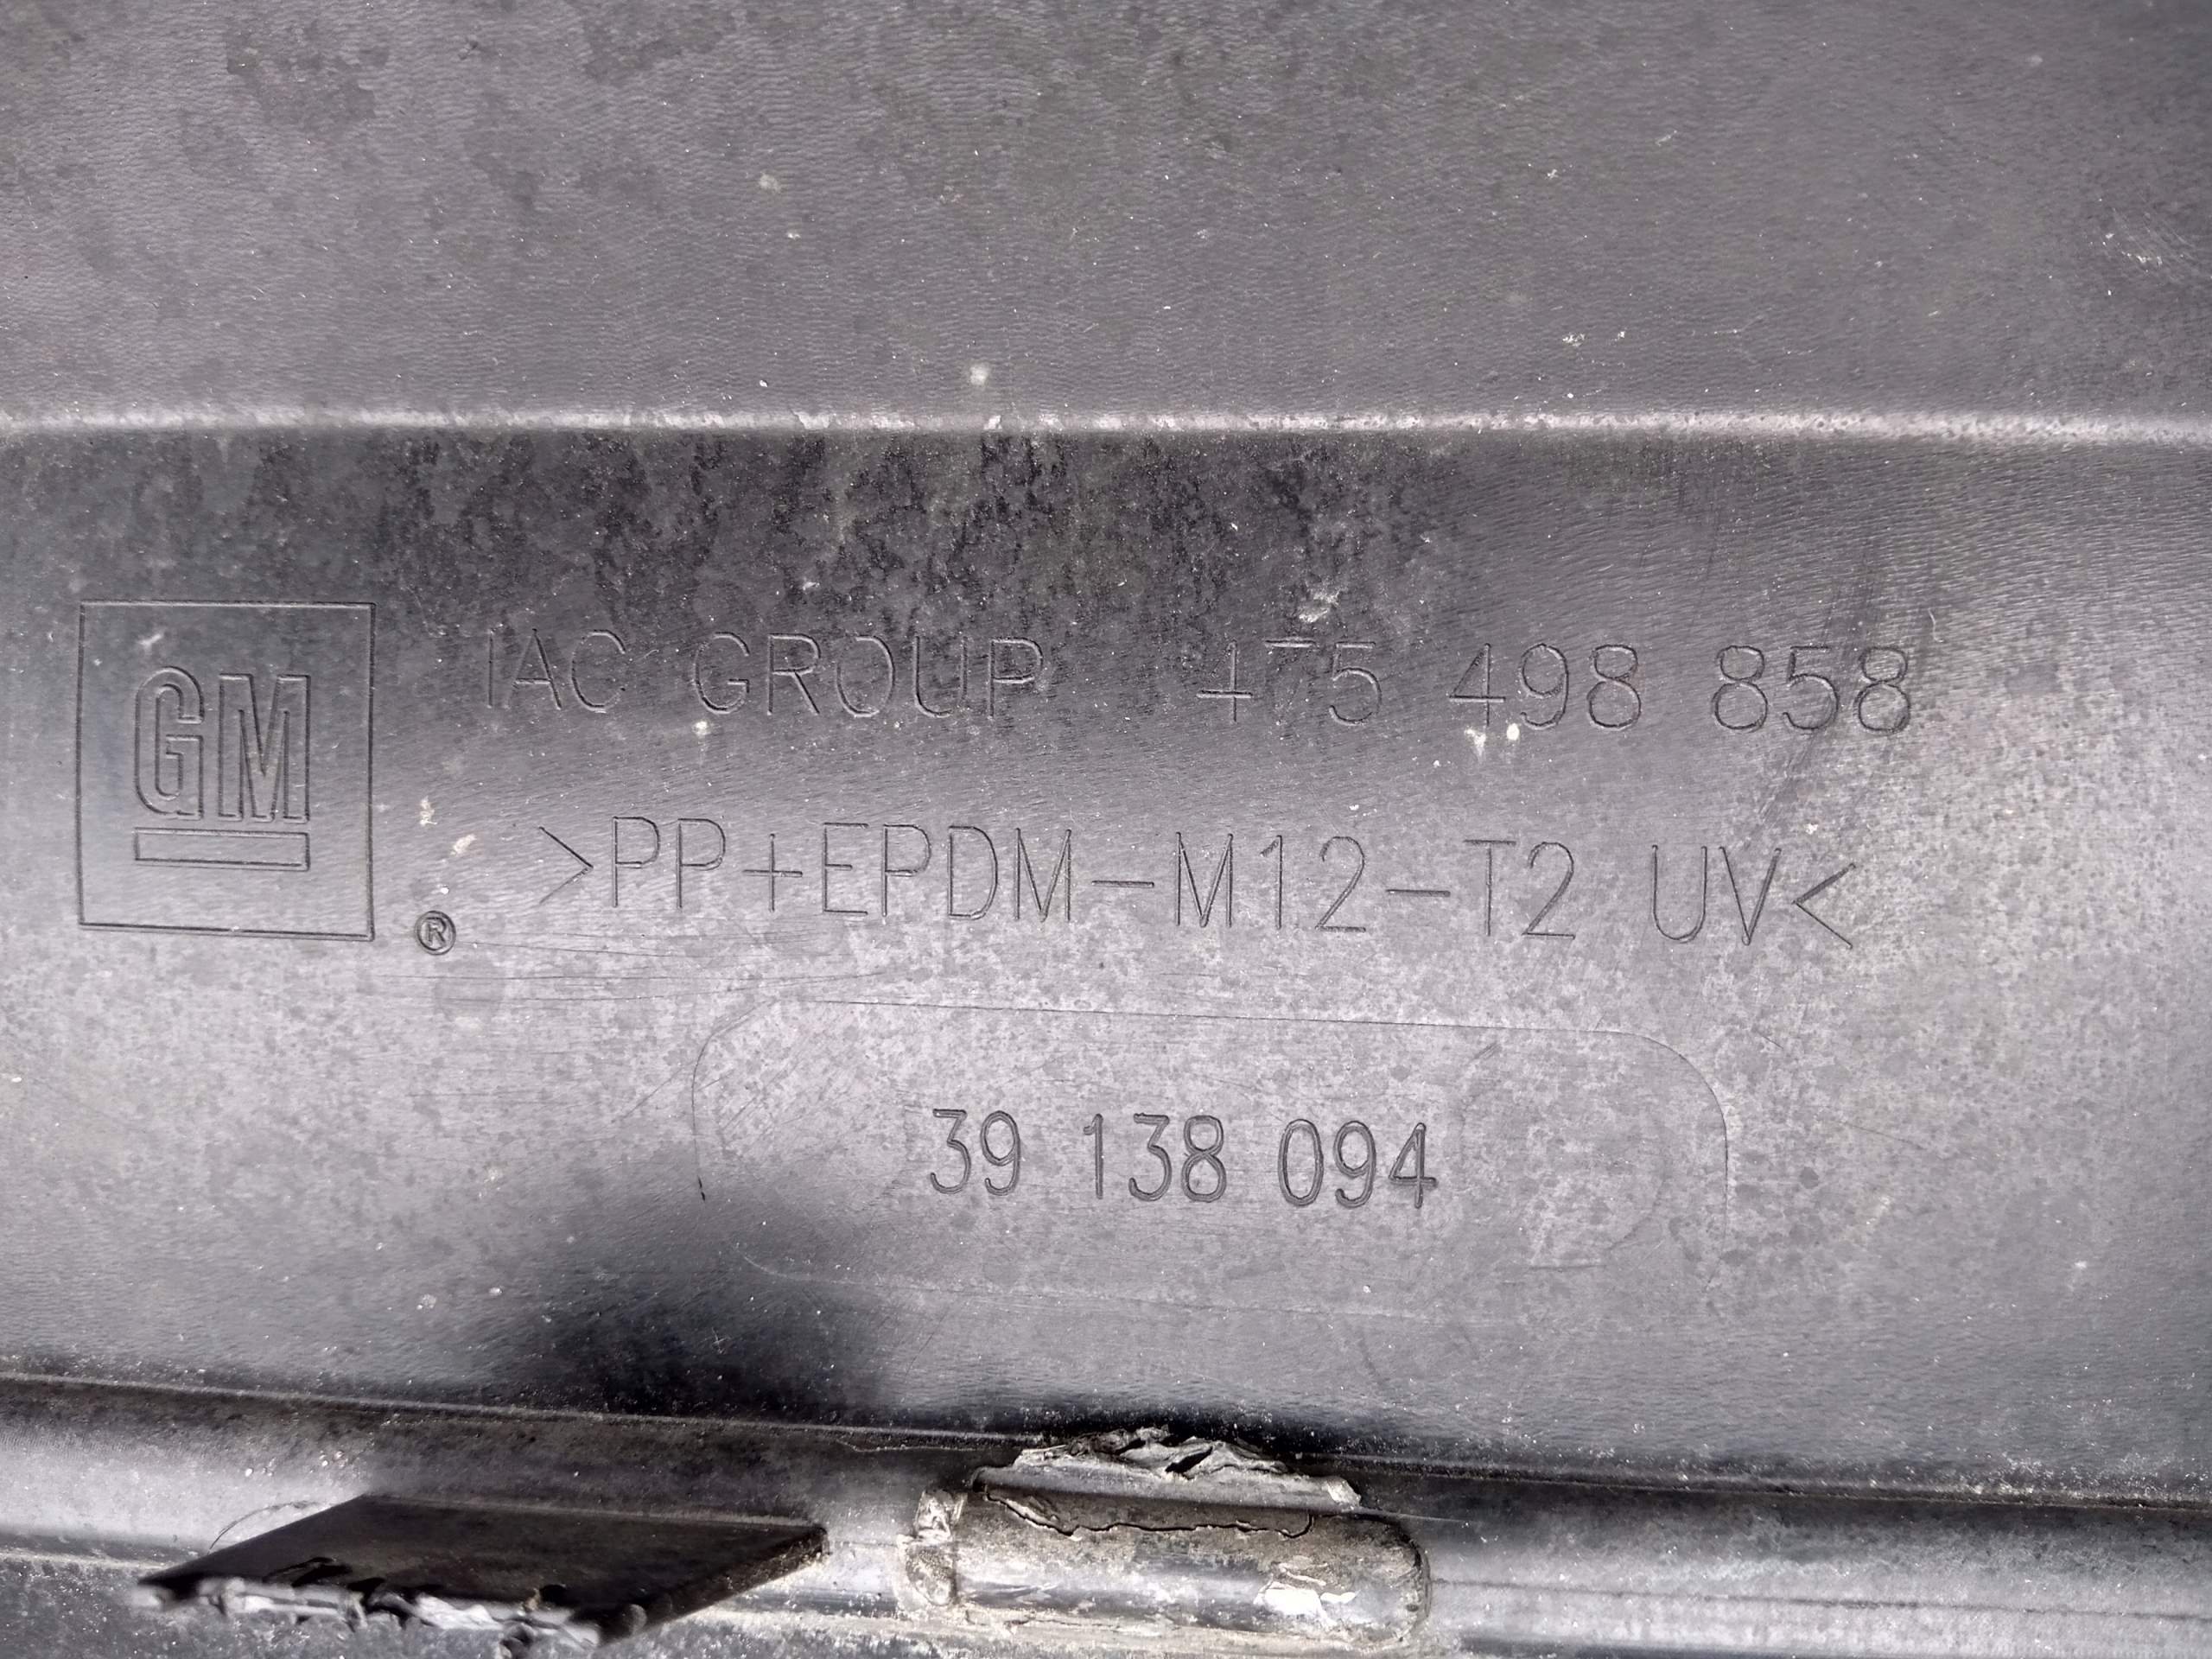 GM
®
IAC GROUP 475 498 858
>PP+EPDM-M12-T2 UV<
39 138 094